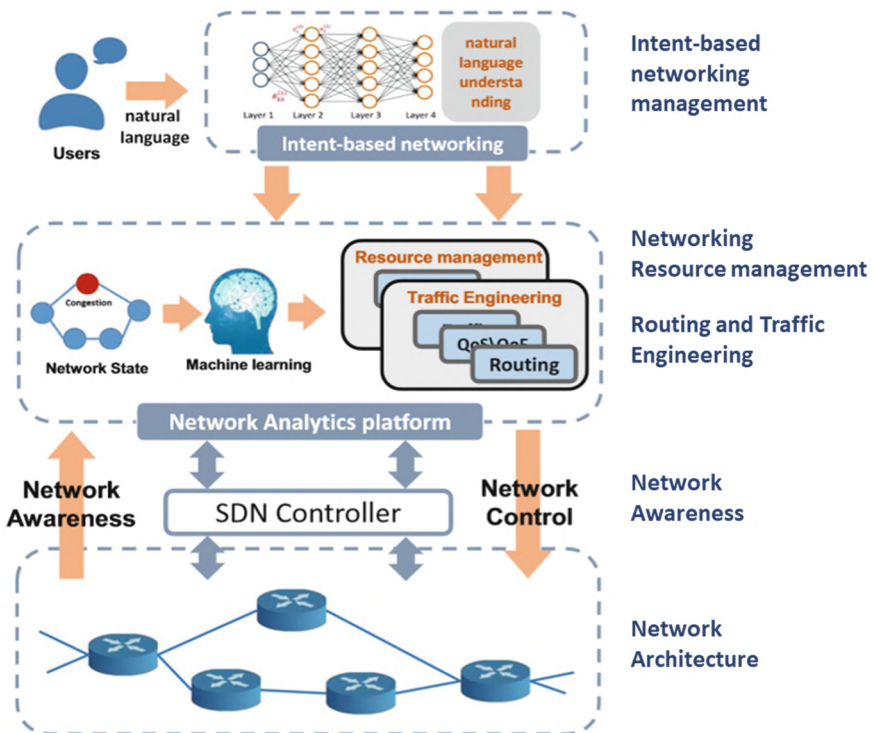 natural
language
understa
nding
Layer 1
Layer 2
Layer 3
Layer 4
Users
natural
language
Intent-based networking
Intent-based
networking
management
Congestion
Network State
Machine learning
Resource management
Traffic Engineering
QoS\QoE
Routing
Network Analytics platform
Networking
Resource management
Routing and Traffic
Engineering
Network
Awareness
SDN Controller
Network
Control
Network
Awareness
Network
Architecture